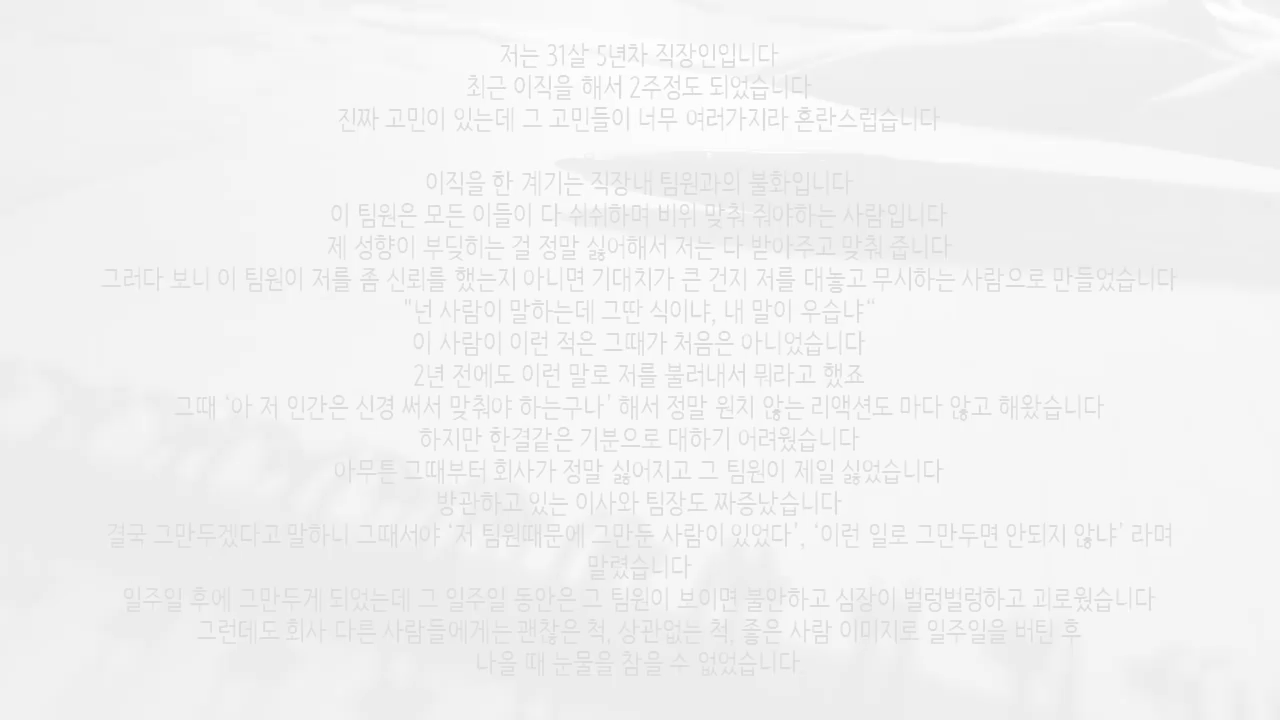 저는 31살 5년차 직장인입니다
최근 이직을 해서 2주정도 되었습니다
진짜 고민이 있는데 그 고민들이 너무 여러가지라 혼란스럽습니다
이직을 한 계기는 직장내 팀원과의 불화입니다
이 팀원은 모든 이들이 다 쉬쉬하며 비위 맞춰 줘야하는 사람입니다
제 성향이 부딪히는 걸 정말 싫어해서 저는 다 받아주고 맞춰 줍니다
그러다 보니 이 팀원이 저를 좀 신뢰를 했는지 아니면 기대치가 큰 건지 저를 대놓고 무시하는 사람으로 만들었습니다
"넌 사람이 말하는데 그딴 식이냐, 내 말이 우습냐“
이 사람이 이런 적은 그때가 처음은 아니었습니다
2년 전에도 이런 말로 저를 불러내서 뭐라고 했죠
그때 ‘아 저 인간은 신경 써서 맞춰야 하는구나’ 해서 정말 원치 않는 리액션도 마다 않고 해왔습니다
하지만 한결같은 기분으로 대하기 어려웠습니다
아무튼 그때부터 회사가 정말 싫어지고 그 팀원이 제일 싫었습니다
방관하고 있는 이사와 팀장도 짜증났습니다
결국 그만두겠다고 말하니 그때서야 ‘저 팀원때문에 그만둔 사람이 있었다’, ‘이런 일로 그만두면 안되지 않냐’ 라며
말렸습니다
일주일 후에 그만두게 되었는데 그 일주일 동안은 그 팀원이 보이면 불안하고 심장이 벌렁벌렁하고 괴로웠습니다
그런데도 회사 다른 사람들에게는 괜찮은 척, 상관없는 척, 좋은 사람 이미지로 일주일을 버틴 후
나올 때 눈물을 참을 수 없었습니다